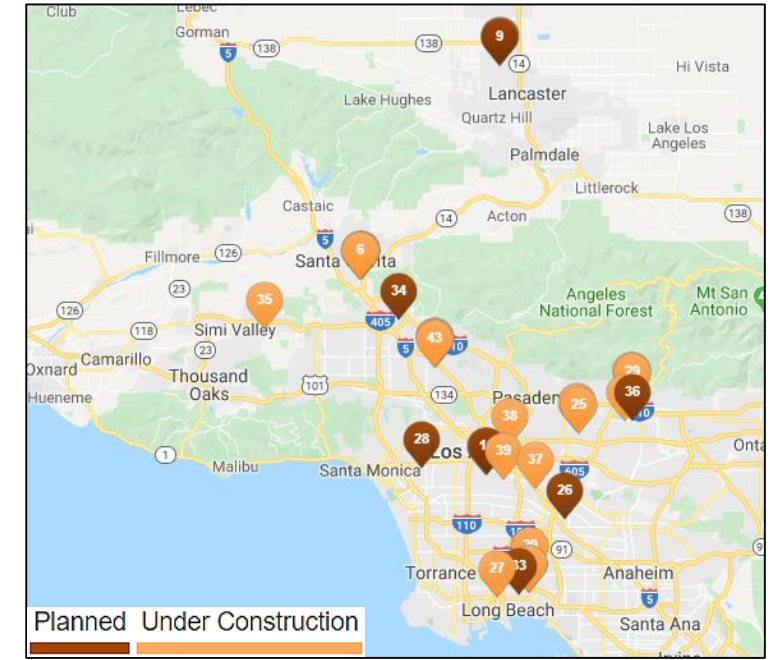 Club
Lebec
Gorman
5
138
138
9
14
Hi Vista
Lancaster
Lake Hughes
Quartz Hill
Lake Los
Angeles
Palmdale
Littlerock
Castaic
14
Acton
138
5
6
Fillmore
126
Santa
ta
23
34
35
Angeles
National Forest
Mt San
Antonio
126
118
Simi Valley
405
43
5
10
23
Oxnard
Camarillo
Thousand
Oaks
101
134
Pasaden
29
36
10
Hueneme
25
38
28
Los
39
37
1
Malibu
Santa Monica
605
Onta
26
110
91
9
Torrance
27
33
Anaheim
5
Long Beach
Santa Ana
Planned
Under Construction